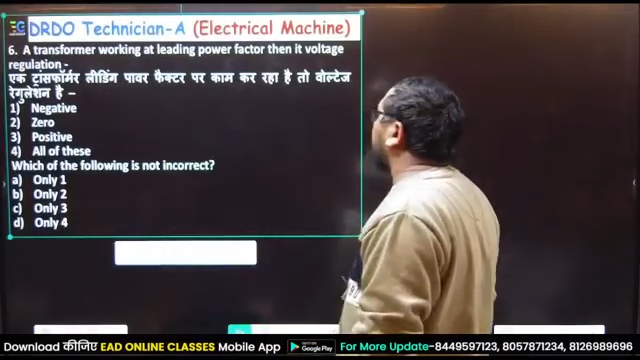 DRDO Technician-A (Electrical Machine)
6. A transformer working at leading power factor then it voltage
regulation -
एक ट्रांसफॉर्मर लीडिंग पावर फैक्टर पर काम कर रहा है तो वोल्टेज
रेगुलेशन है –
1) Negative
2) Zero
3) Positive
4) All of these
Which of the following is not incorrect?
a) Only 1
b) Only 2
c) Only 3
d) Only 4
Download कीजिए EAD ONLINE CLASSES Mobile App Google Play For More Update-8449597123, 8057871234, 8126989696